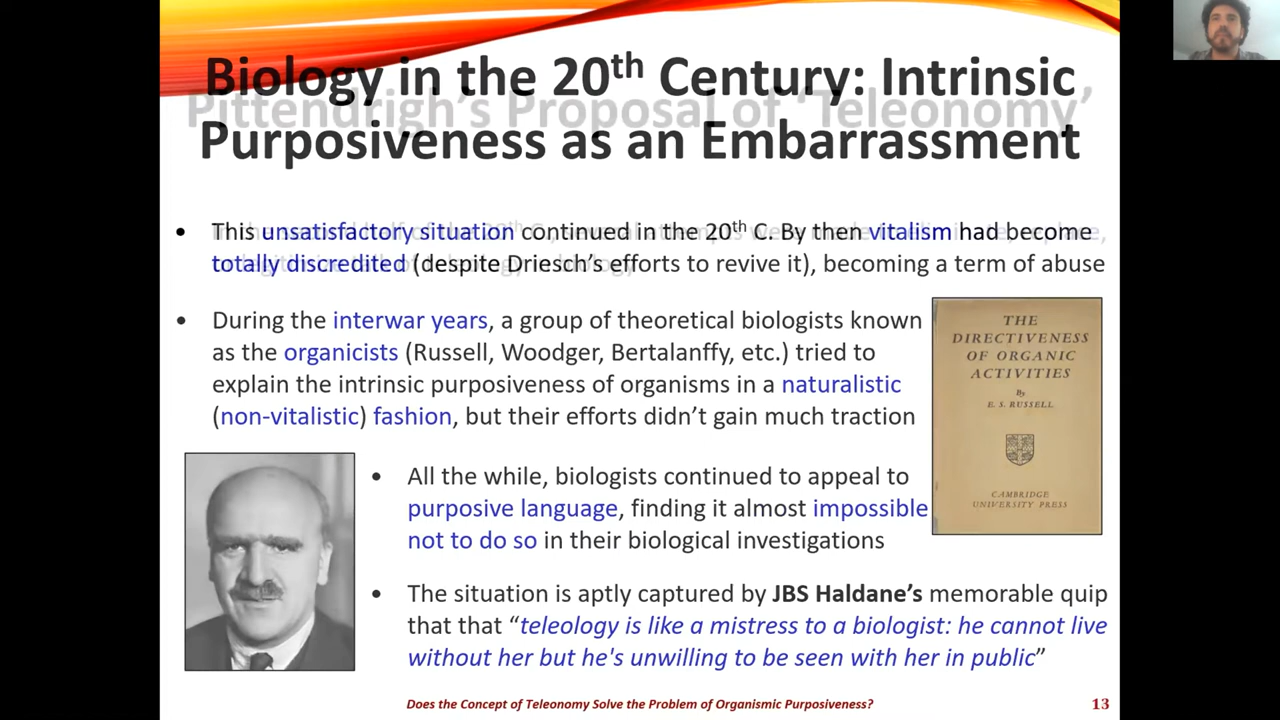 Biology in the 20th Century: Intrinsic
Pittendrigh's Proposal of 'Teleonomy'
Purposiveness as an Embarrassment
• This unsatisfactory situation continued in the 20th C. By then vitalism had become
totally discredited (despite Driesch's efforts to revive it), becoming a term of abuse
• During the interwar years, a group of theoretical biologists known
as the organicists (Russell, Woodger, Bertalanffy, etc.) tried to
explain the intrinsic purposiveness of organisms in a naturalistic
(non-vitalistic) fashion, but their efforts didn't gain much traction
THE
DIRECTIVENESS
OF ORGANIC
ACTIVITIES
By
E. S. RUSSELL
CAMBRIDGE
UNIVERSITY PRESS
• All the while, biologists continued to appeal to
purposive language, finding it almost impossible
not to do so in their biological investigations
• The situation is aptly captured by JBS Haldane's memorable quip
that that “teleology is like a mistress to a biologist: he cannot live
without her but he's unwilling to be seen with her in public”
Does the Concept of Teleonomy Solve the Problem of Organismic Purposiveness?
13